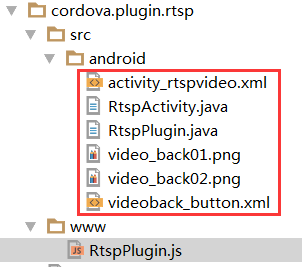 cordova.plugin.rtsp
src
android
activity_rtspvideo.xml
RtspActivity.java
RtspPlugin.java
video_back01.png
video_back02.png
videoback_button.xml
www
RtspPlugin.js